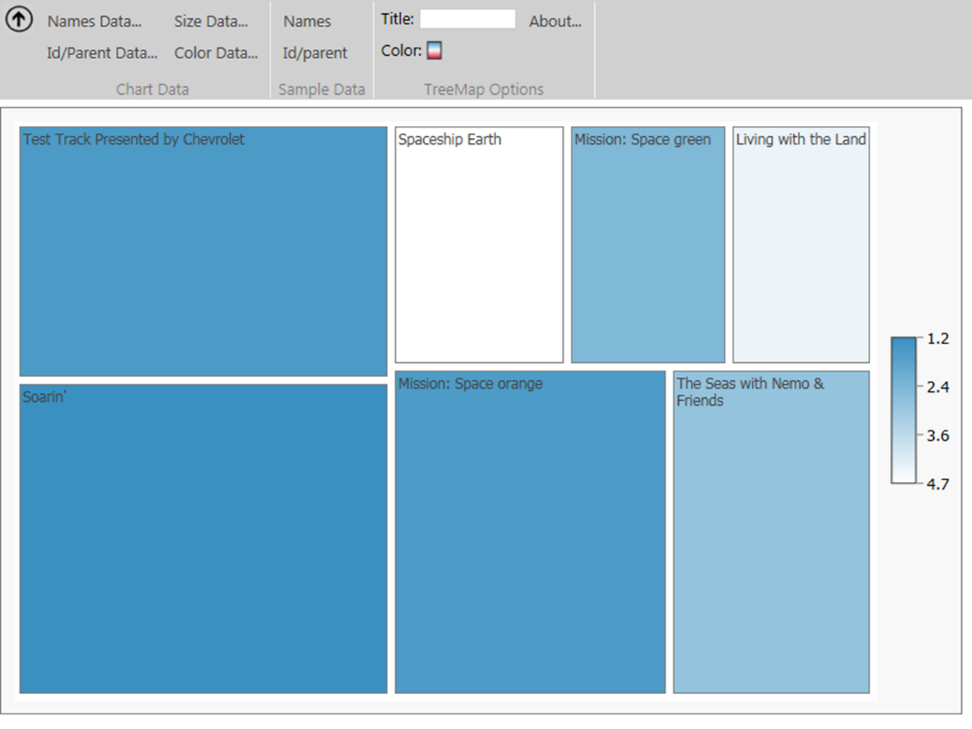 Names Data... Size Data... Names Title: About...
Id/Parent Data... Color Data... Id/parent Color:
Chart Data Sample Data TreeMap Options
Test Track Presented by Chevrolet
Spaceship Earth
Mission: Space green
Living with the Land
Soarin'
Mission: Space orange
The Seas with Nemo &
Friends
1.2
2.4
3.6
4.7